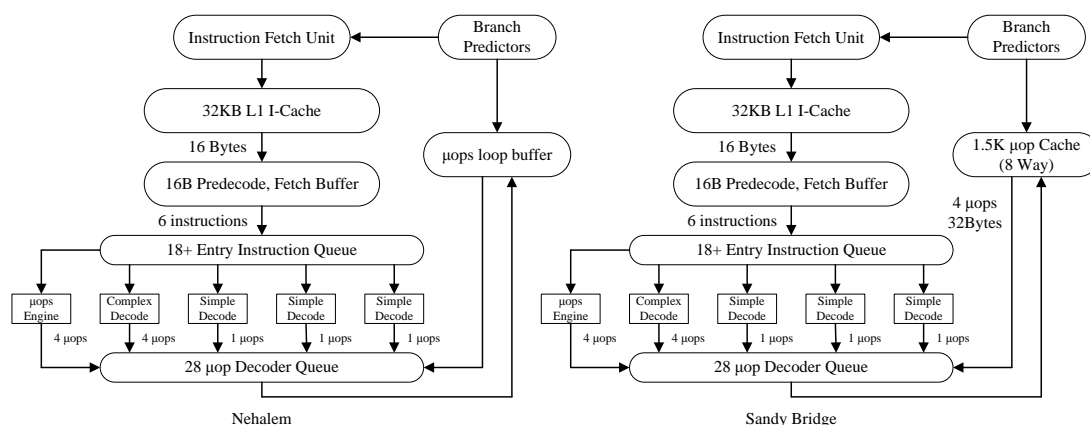 Instruction Fetch Unit
Branch
Predictors
32KB L1 I-Cache
16 Bytes
μops loop buffer
16B Predecode, Fetch Buffer
6 instructions
18+ Entry Instruction Queue
μops
Engine
Complex
Decode
Simple
Decode
Simple
Decode
Simple
Decode
4 μops
4 μops
1 μops
1 μops
1 μops
28 μop Decoder Queue
Nehalem
Instruction Fetch Unit
Branch
Predictors
32KB L1 I-Cache
16 Bytes
1.5K μop Cache
(8 Way)
16B Predecode, Fetch Buffer
4 μops
32Bytes
6 instructions
18+ Entry Instruction Queue
μops
Engine
Complex
Decode
Simple
Decode
Simple
Decode
Simple
Decode
4 μops
4 μops
1 μops
1 μops
1 μops
28 μop Decoder Queue
Sandy Bridge